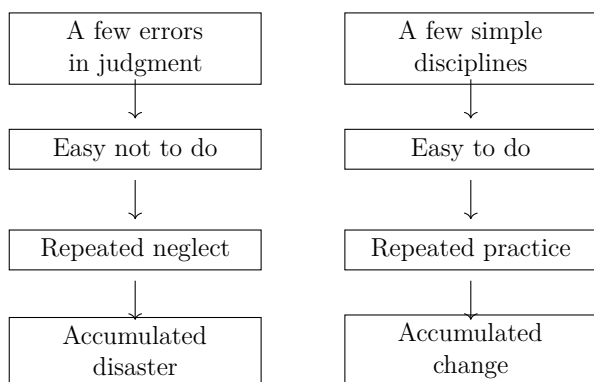 A few errors
in judgment
Easy not to do
Repeated neglect
Accumulated
disaster
A few simple
disciplines
Easy to do
Repeated practice
Accumulated
change